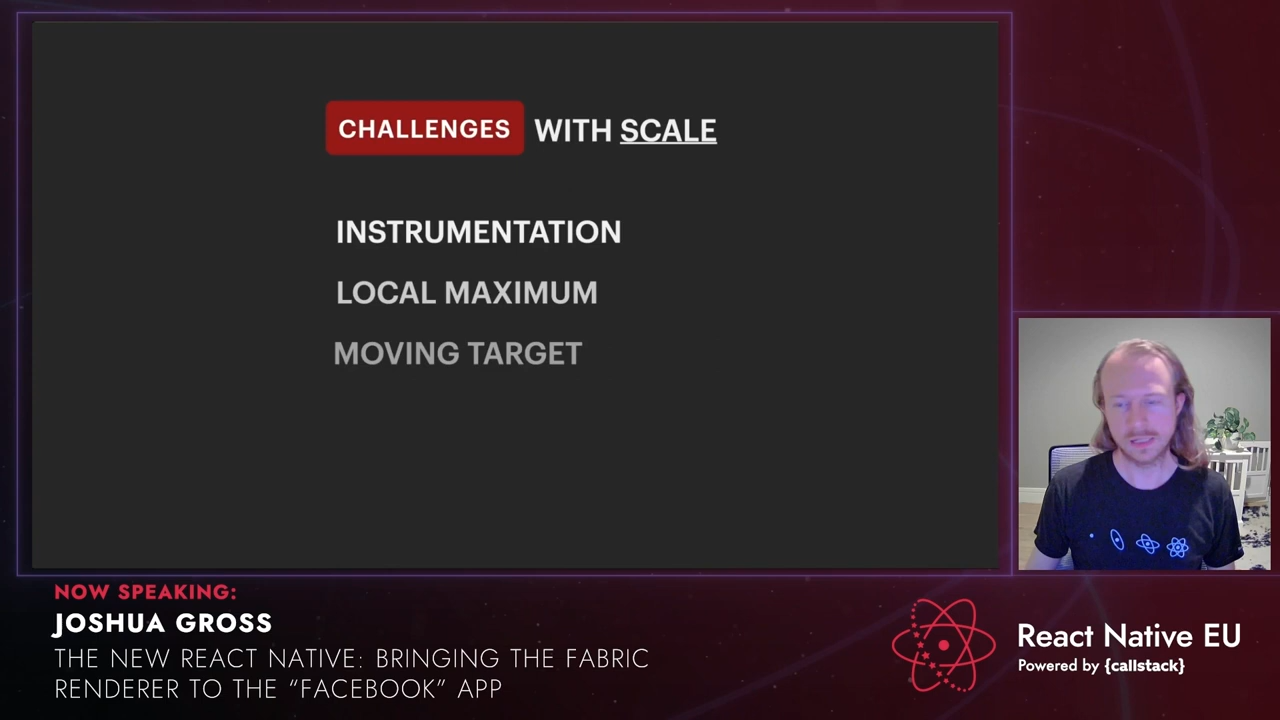 CHALLENGES WITH SCALE
INSTRUMENTATION
LOCAL MAXIMUM
MOVING TARGET
NOW SPEAKING:
JOSHUA GROSS
THE NEW REACT NATIVE: BRINGING THE FABRIC
RENDERER TO THE “FACEBOOK” APP
React Native EU
Powered by {callstack}